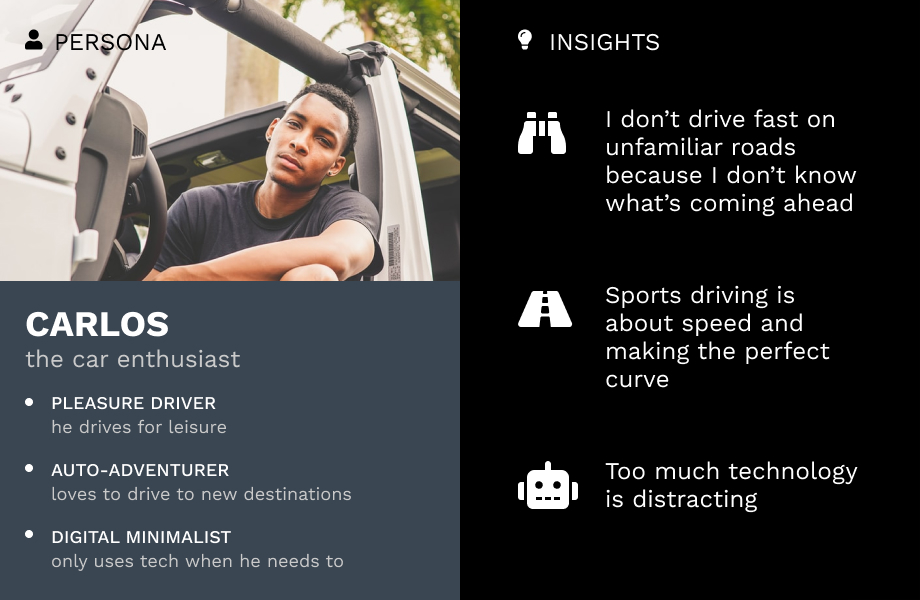 PERSONA
CARLOS
the car enthusiast
PLEASURE DRIVER
he drives for leisure
AUTO-ADVENTURER
loves to drive to new destinations
DIGITAL MINIMALIST
only uses tech when he needs to
INSIGHTS
I don’t drive fast on
unfamiliar roads
because I don’t know
what’s coming ahead
Sports driving is
about speed and
making the perfect
curve
Too much technology
is distracting